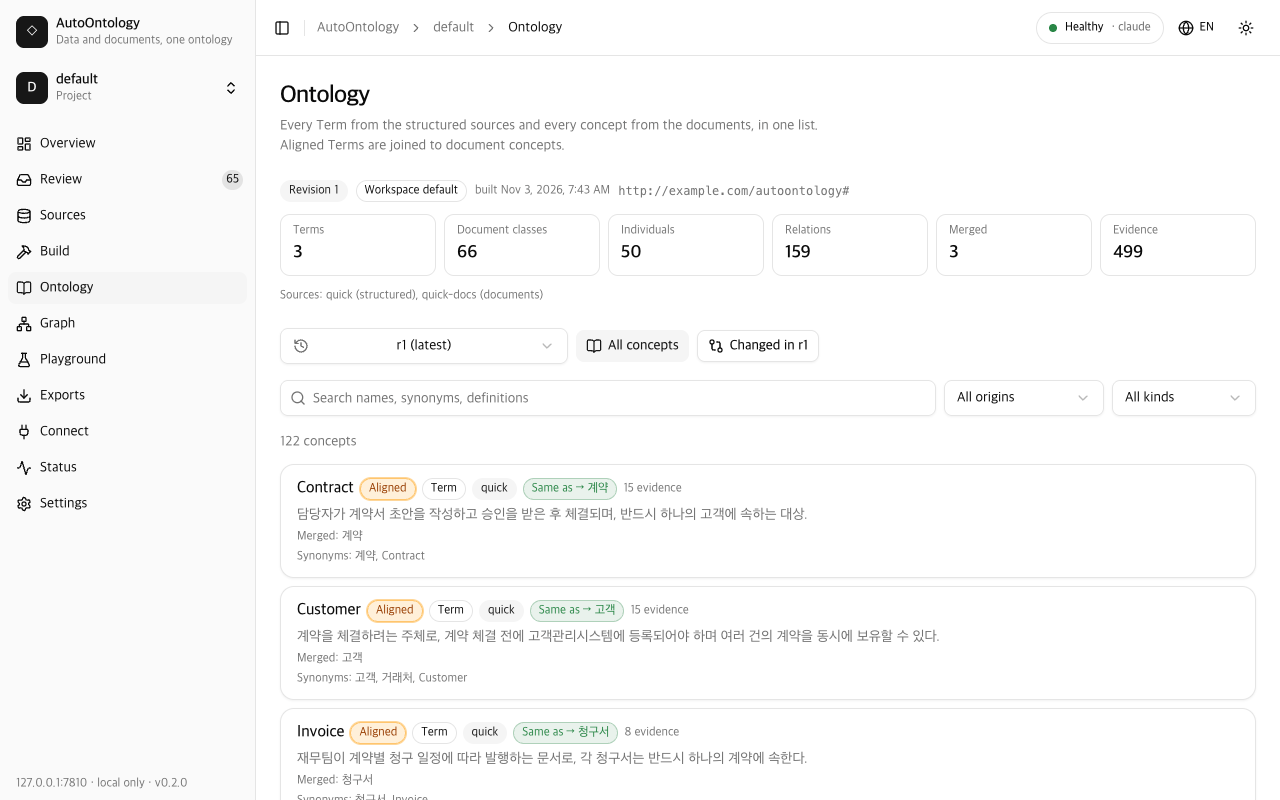 AutoOntology
Data and documents, one ontology
D
default
Project
Overview
Review
65
Sources
Build
Ontology
Graph
Playground
Exports
Connect
Status
Settings
127.0.0.1:7810 · local only · v0.2.0
AutoOntology
default
Ontology
Healthy · claude
EN
Ontology
Every Term from the structured sources and every concept from the documents, in one list.
Aligned Terms are joined to document concepts.
Revision 1 Workspace default built Nov 3, 2026, 7:43 AM http://example.com/autoontology#
Terms
3
Document classes
66
Individuals
50
Relations
159
Merged
3
Evidence
499
Sources: quick (structured), quick-docs (documents)
r1 (latest)
All concepts
Changed in r1
Search names, synonyms, definitions
All origins
All kinds
122 concepts
Contract Aligned Term quick Same as → 계약 15 evidence
담당자가 계약서 초안을 작성하고 승인을 받은 후 체결되며, 반드시 하나의 고객에 속하는 대상.
Merged: 계약
Synonyms: 계약, Contract
Customer Aligned Term quick Same as → 고객 15 evidence
계약을 체결하려는 주체로, 계약 체결 전에 고객관리시스템에 등록되어야 하며 여러 건의 계약을 동시에 보유할 수 있다.
Merged: 고객
Synonyms: 고객, 거래처, Customer
Invoice Aligned Term quick Same as → 청구서 8 evidence
재무팀이 계약별 청구 일정에 따라 발행하는 문서로, 각 청구서는 반드시 하나의 계약에 속한다.
Merged: 청구서
Synonyms: 청구서, Invoice